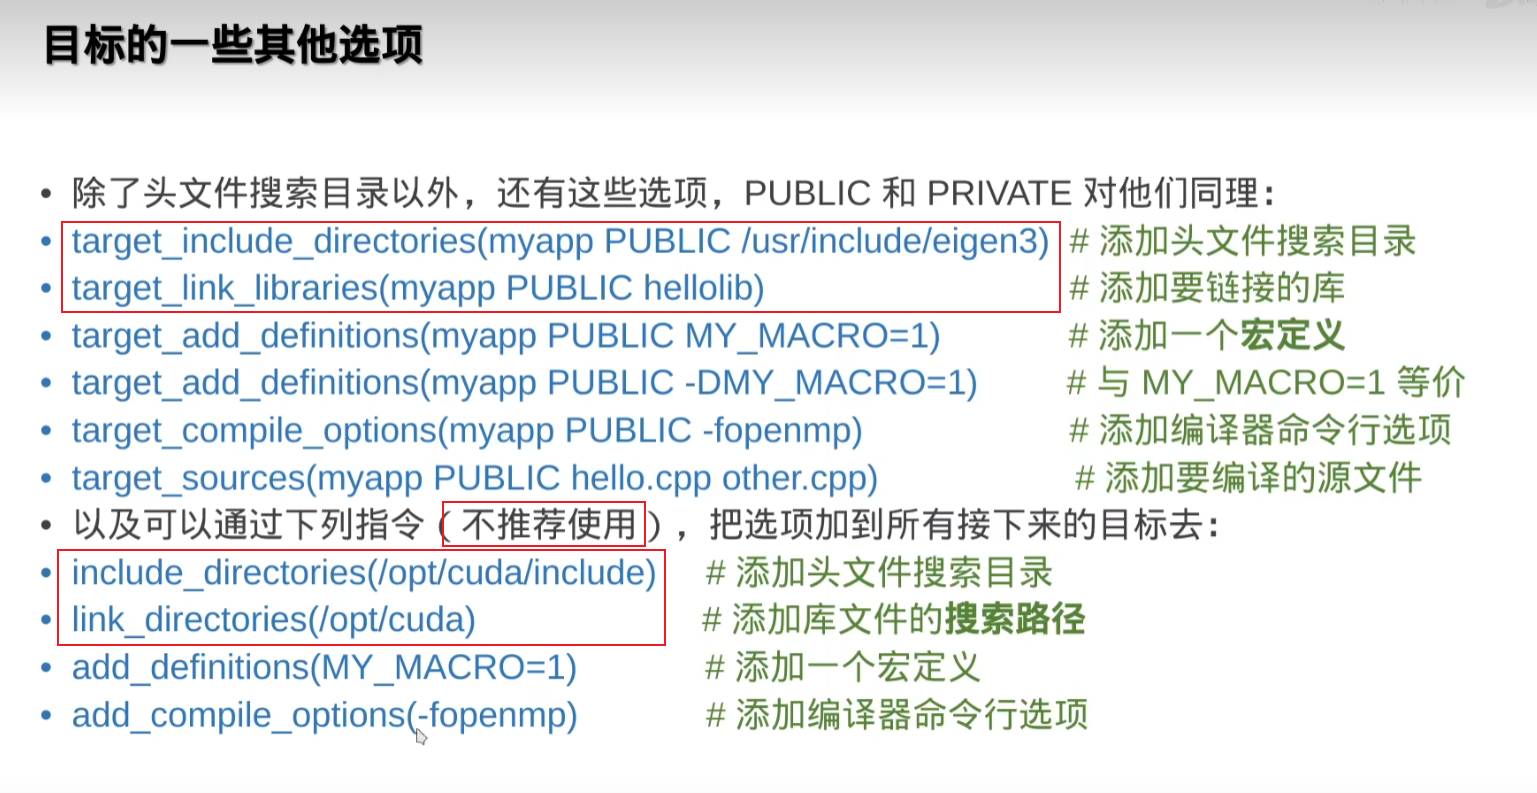 目标的一些其他选项
• 除了头文件搜索目录以外，还有这些选项，PUBLIC 和 PRIVATE 对他们同理：
• target_include_directories(myapp PUBLIC /usr/include/eigen3) # 添加头文件搜索目录
• target_link_libraries(myapp PUBLIC hellolib) # 添加要链接的库
• target_add_definitions(myapp PUBLIC MY_MACRO=1) # 添加一个宏定义
• target_add_definitions(myapp PUBLIC -DMY_MACRO=1) # 与 MY_MACRO=1 等价
• target_compile_options(myapp PUBLIC -fopenmp) # 添加编译器命令行选项
• target_sources(myapp PUBLIC hello.cpp other.cpp) # 添加要编译的源文件
• 以及可以通过下列指令（不推荐使用），把选项加到所有接下来的目标去：
• include_directories(/opt/cuda/include) # 添加头文件搜索目录
• link_directories(/opt/cuda) # 添加库文件的搜索路径
• add_definitions(MY_MACRO=1) # 添加一个宏定义
• add_compile_options(-fopenmp) # 添加编译器命令行选项